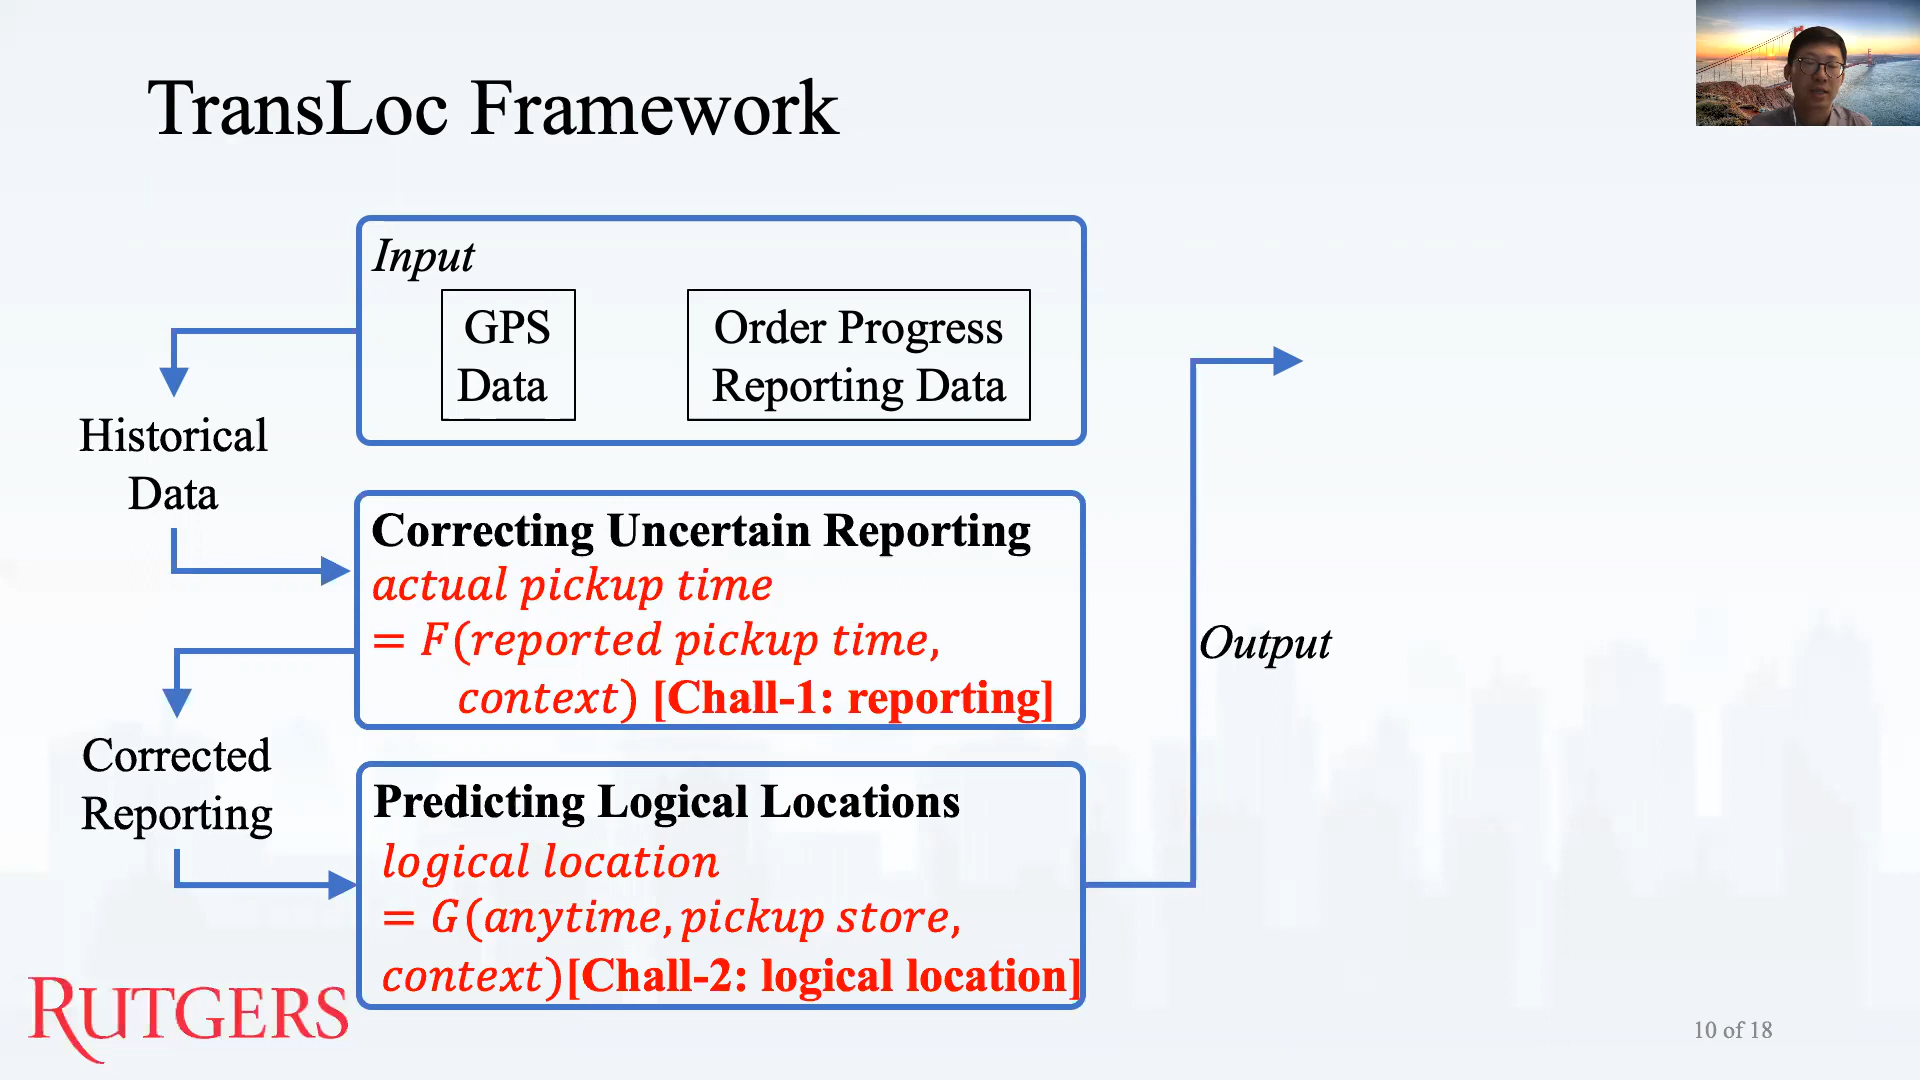 TransLoc Framework
Input
GPS
Data
Order Progress
Reporting Data
Historical
Data
Correcting Uncertain Reporting
actual pickup time
= F(reported pickup time,
context) [Chall-1: reporting]
Corrected
Reporting
Predicting Logical Locations
logical location
= G(anytime, pickup store,
context)[Chall-2: logical location]
Output
RUTGERS
10 of 18